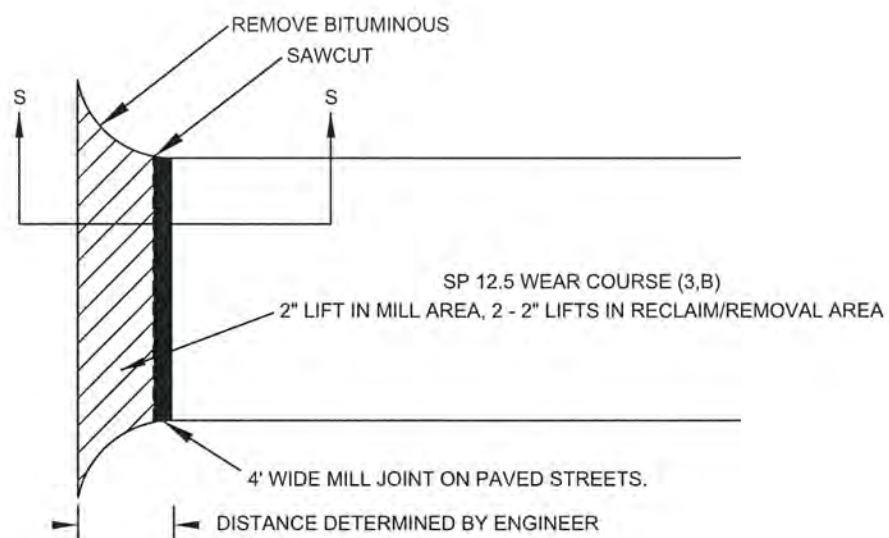 REMOVE BITUMINOUS
SAWCUT
S
S
SP 12.5 WEAR COURSE (3,B)
2" LIFT IN MILL AREA, 2 - 2" LIFTS IN RECLAIM/REMOVAL AREA
4' WIDE MILL JOINT ON PAVED STREETS.
DISTANCE DETERMINED BY ENGINEER